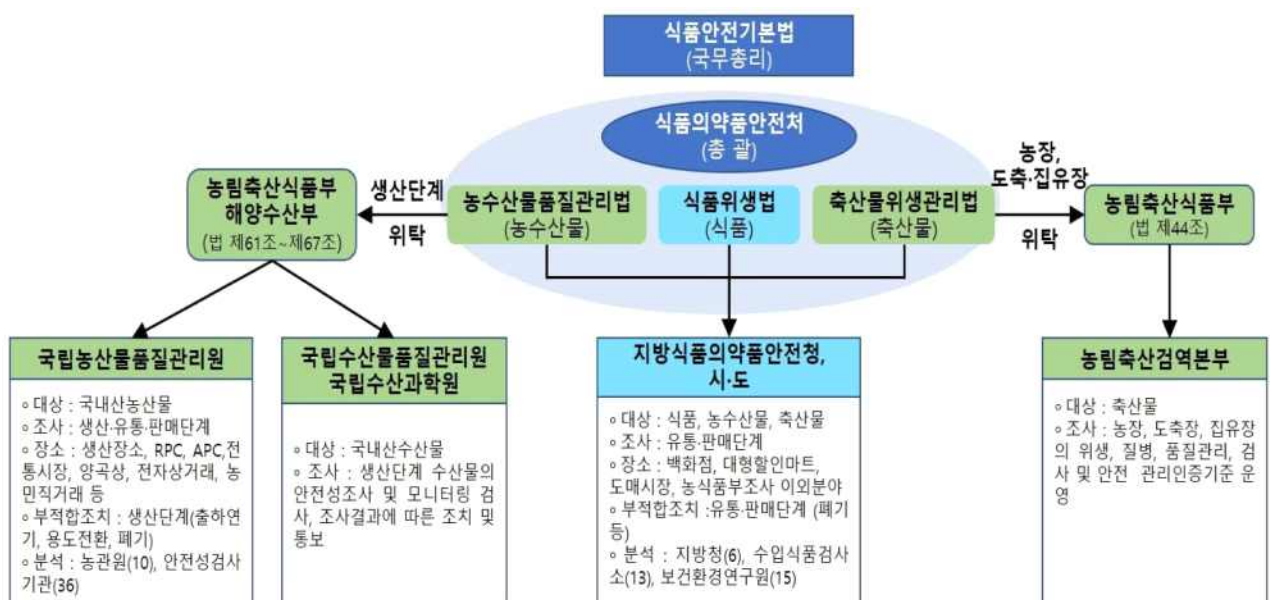 식품안전기본법
(국무총리)
식품의약품안전처
(총 괄)
농림축산식품부
해양수산부
(법 제61조~제67조)
생산단계
위탁
농수산물품질관리법
(농수산물)
식품위생법
(식품)
축산물위생관리법
(축산물)
농장,
도축·집유장
위탁
농림축산식품부
(법 제44조)
국립농산물품질관리원
∘ 대상 : 국내산농산물
∘ 조사 : 생산·유통·판매단계
∘ 장소 : 생산장소, RPC, APC,전
통시장, 양곡상, 전자상거래, 농
민직거래 등
∘ 부적합조치 : 생산단계(출하연
기, 용도전환, 폐기)
∘ 분석 : 농관원(10), 안전성검사
기관(36)
국립수산물품질관리원
국립수산과학원
∘ 대상 : 국내산수산물
∘ 조사 : 생산단계 수산물의
안전성조사 및 모니터링 검
사, 조사결과에 따른 조치 및
통보
지방식품의약품안전청,
시·도
∘ 대상 : 식품, 농수산물, 축산물
∘ 조사 : 유통·판매단계
∘ 장소 : 백화점, 대형할인마트,
도매시장, 농식품부조사 이외분야
∘ 부적합조치 :유통·판매단계 (폐기
등)
∘ 분석 : 지방청(6), 수입식품검사
소(13), 보건환경연구원(15)
농림축산검역본부
∘ 대상 : 축산물
∘ 조사 : 농장, 도축장, 집유장
의 위생, 질병, 품질관리, 검
사 및 안전 관리인증기준 운
영